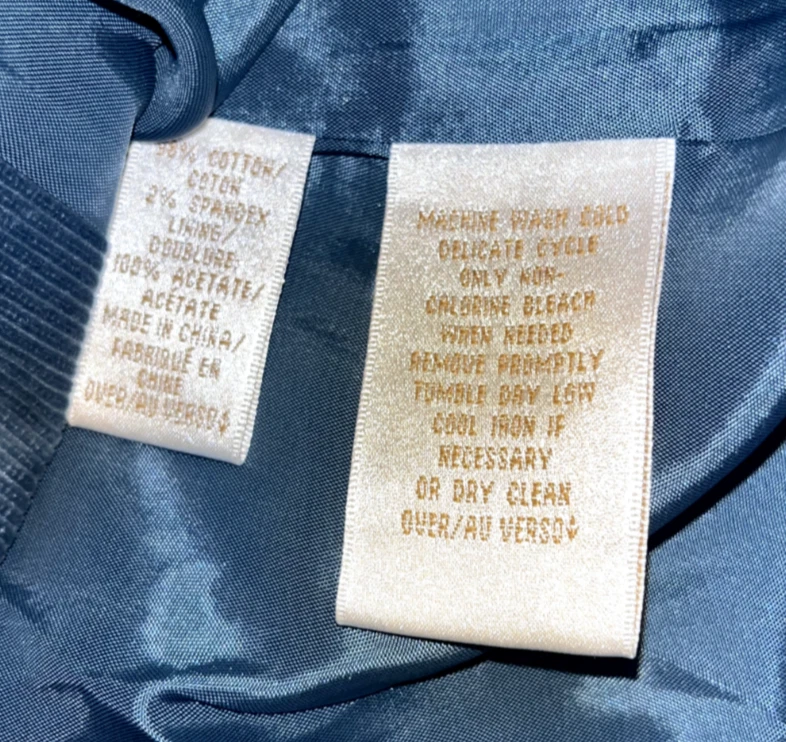 98% COTTON/
COTON
2% SPANDEX
LINING/
DOUBLURE:
100% ACETATE/
ACETATE
MADE IN CHINA/
FABRIQUÉ EN
CHINE
OVER/AU VERSO↓
MACHINE WASH COLD
DELICATE CYCLE
ONLY NON-
CHLORINE BLEACH
WHEN NEEDED
REMOVE PROMPTLY
TUMBLE DRY LOW
COOL IRON IF
NECESSARY
OR DRY CLEAN
OVER/AU VERSO↓